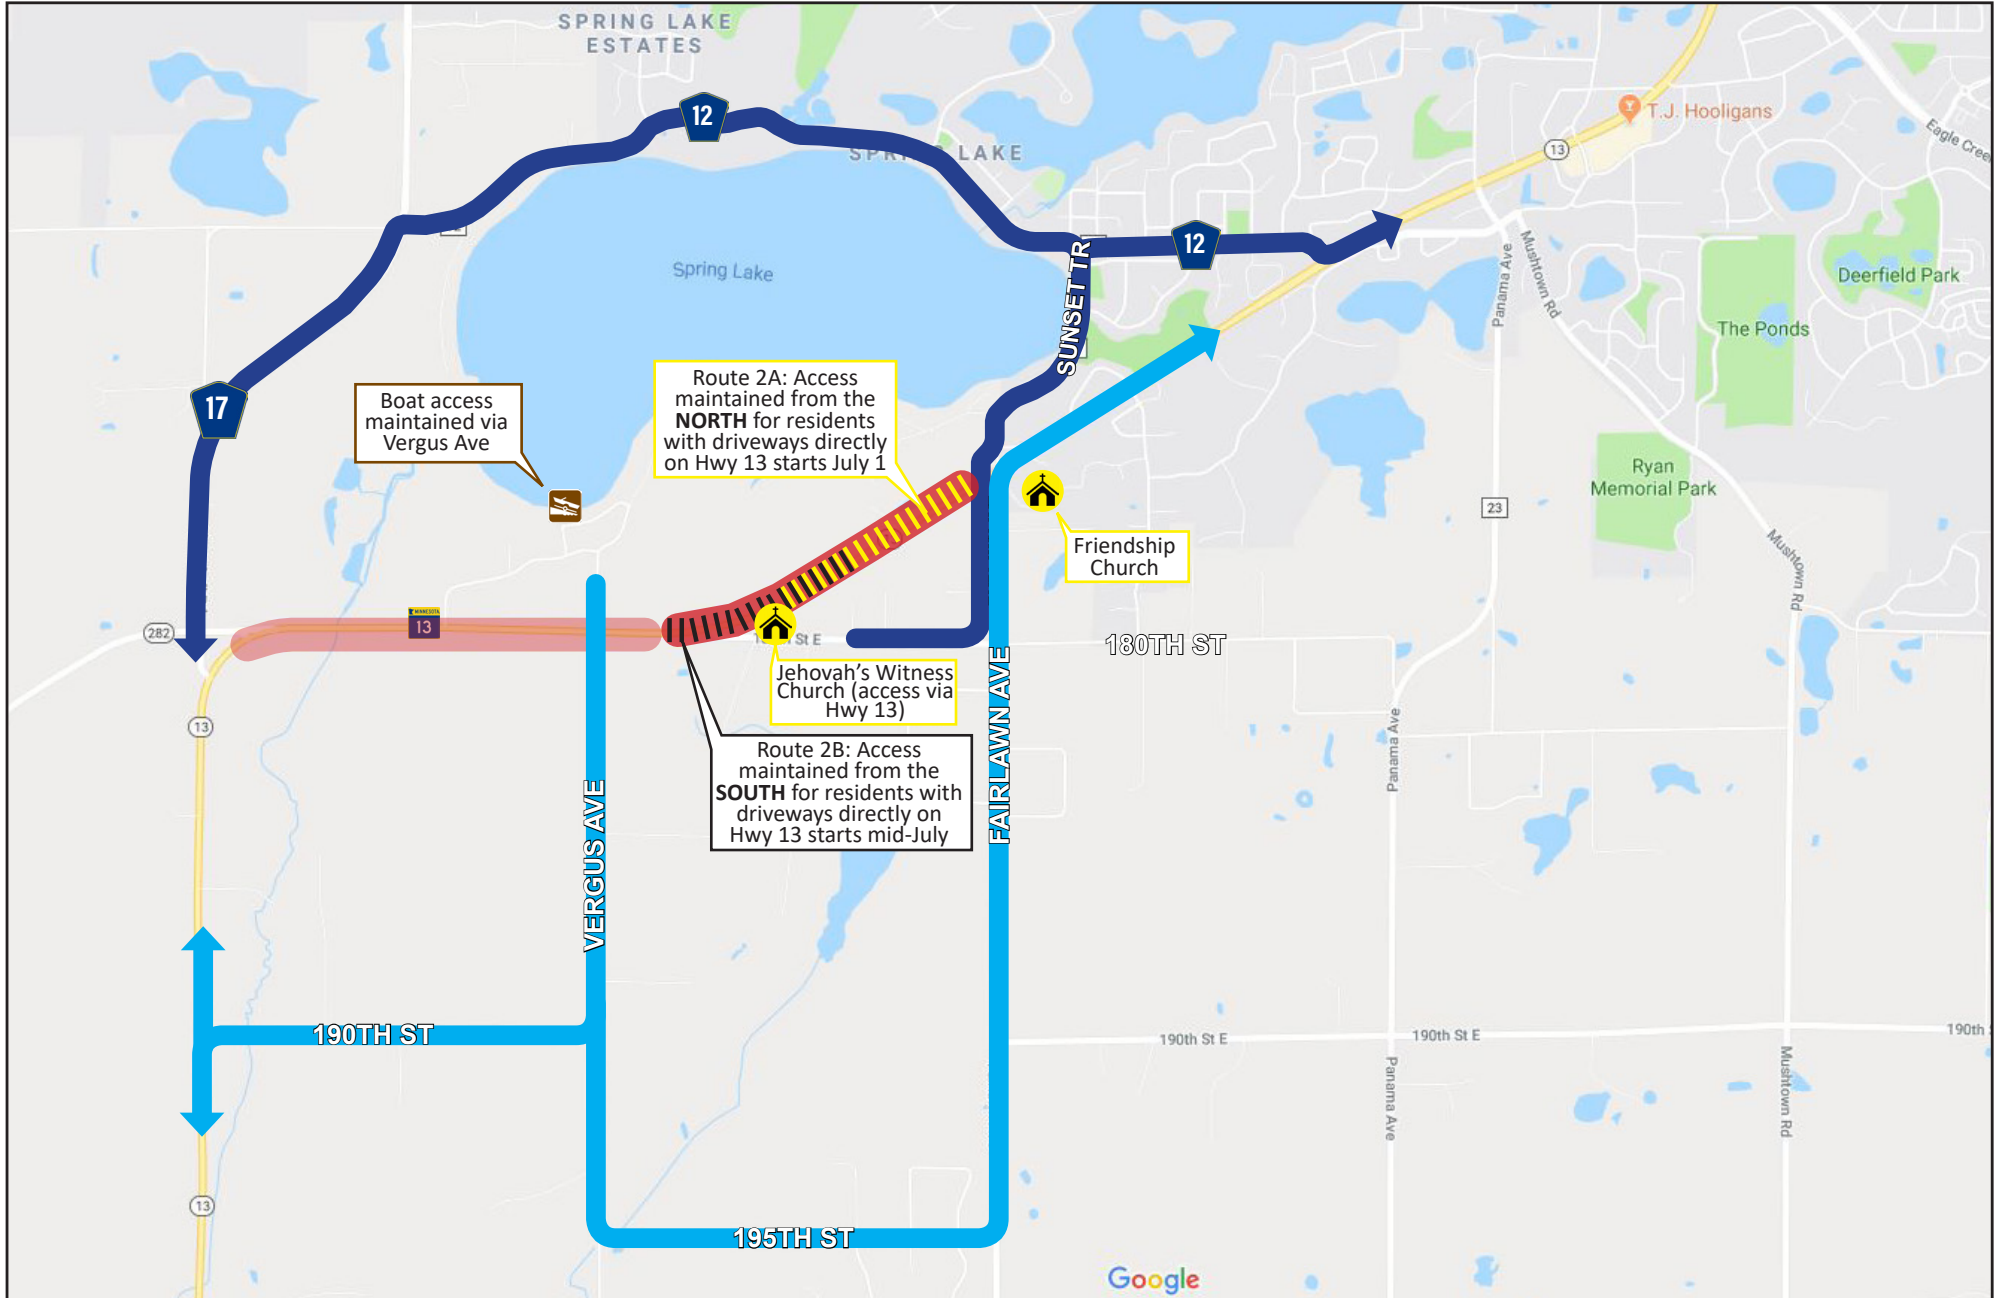 SPRING LAKE
ESTATES
12
T.J. Hooligans
13
Eagle Cree
SPR
LAKE
12
Mushtown Rd
Panama Ave
SUNSET TR
Spring Lake
Deerfield Park
The Ponds
17
Boat access
maintained via
Vergus Ave
Route 2A: Access
maintained from the
NORTH for residents
with driveways directly
on Hwy 13 starts July 1
Ryan
Memorial Park
23
Friendship
Church
Mushtown Rd
282
MINNESOTA
13
St E
180TH ST
Jehovah's Witness
Church (access via
Hwy 13)
13
Route 2B: Access
maintained from the
SOUTH for residents with
driveways directly on
Hwy 13 starts mid-July
FAIRLAWN AVE
Panama Ave
VERGUS AVE
190TH ST
190th St E
190th St E
190th
Panama Ave
Mushtown Rd
13
195TH ST
Google